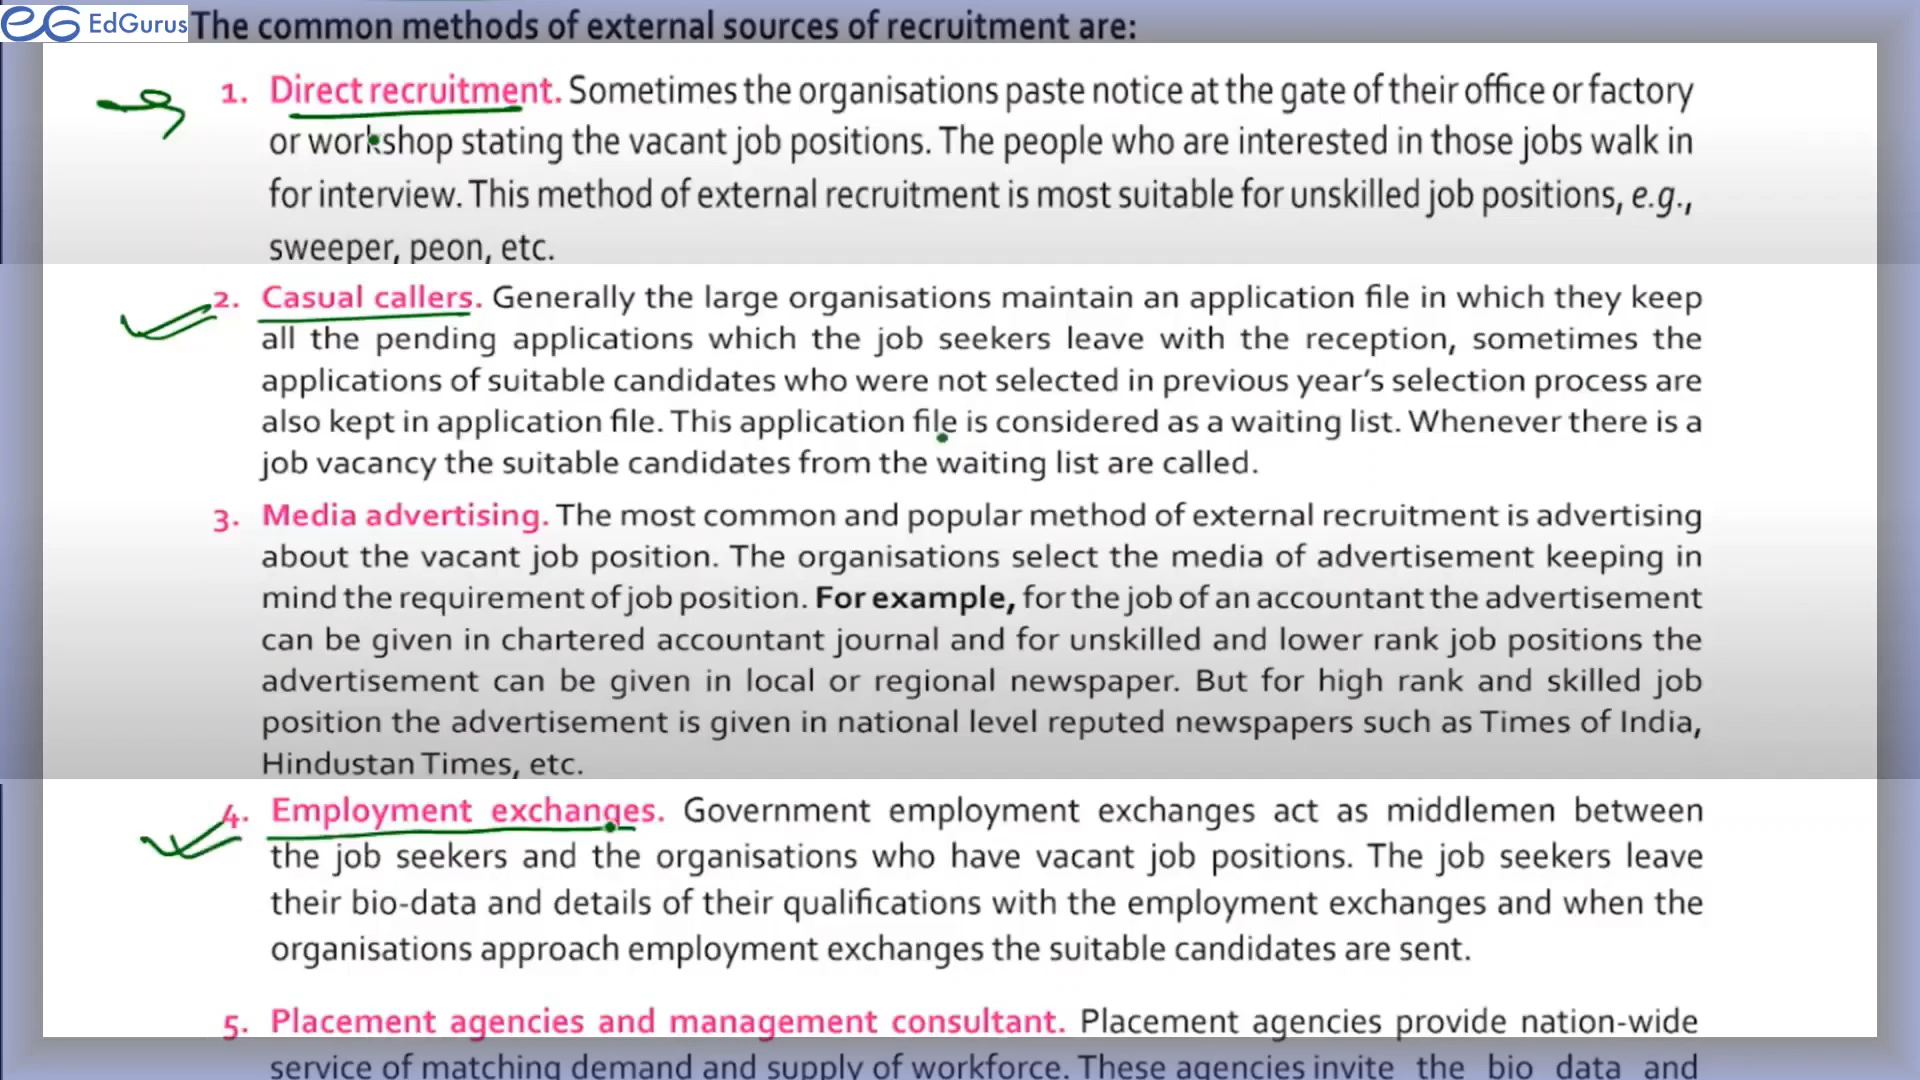 EdGurus
The common methods of external sources of recruitment are:
1. Direct recruitment. Sometimes the organisations paste notice at the gate of their office or factory
or workshop stating the vacant job positions. The people who are interested in those jobs walk in
for interview. This method of external recruitment is most suitable for unskilled job positions, e.g.,
sweeper, peon, etc.
2. Casual callers. Generally the large organisations maintain an application file in which they keep
all the pending applications which the job seekers leave with the reception, sometimes the
applications of suitable candidates who were not selected in previous year's selection process are
also kept in application file. This application file is considered as a waiting list. Whenever there is a
job vacancy the suitable candidates from the waiting list are called.
3. Media advertising. The most common and popular method of external recruitment is advertising
about the vacant job position. The organisations select the media of advertisement keeping in
mind the requirement of job position. For example, for the job of an accountant the advertisement
can be given in chartered accountant journal and for unskilled and lower rank job positions the
advertisement can be given in local or regional newspaper. But for high rank and skilled job
position the advertisement is given in national level reputed newspapers such as Times of India,
Hindustan Times, etc.
4. Employment exchanges. Government employment exchanges act as middlemen between
the job seekers and the organisations who have vacant job positions. The job seekers leave
their bio-data and details of their qualifications with the employment exchanges and when the
organisations approach employment exchanges the suitable candidates are sent.
5. Placement agencies and management consultant. Placement agencies provide nation-wide
service of matching demand and supply of workforce. These agencies invite the bio data and